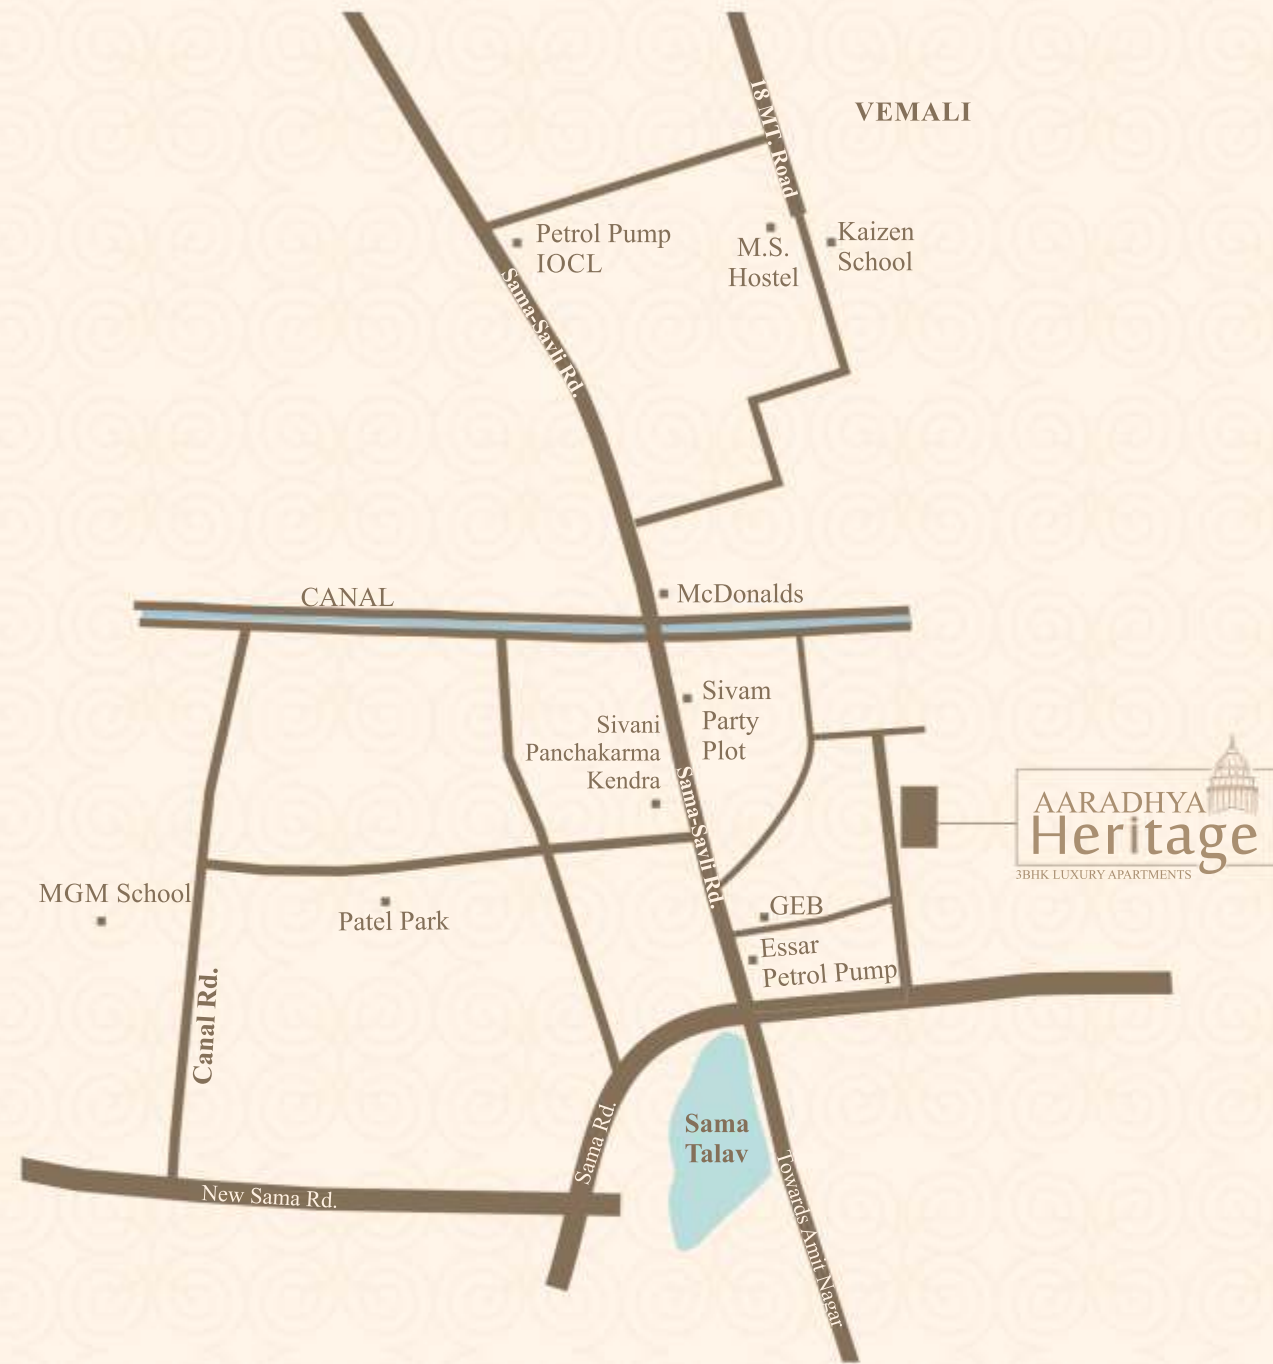 18 MT. Road
VEMALI
Petrol Pump
IOCL
M.S.
Hostel
Kaizen
School
Sama-Savli Rd.
CANAL
McDonalds
Sivam
Party
Plot
Sivani
Panchakarma
Kendra
Sama-Savli Rd.
AARADHYA
Heritage
3BHK LUXURY APARTMENTS
MGM School
Patel Park
GEB
Essar
Petrol Pump
Canal Rd.
Sama Rd.
Sama
Talav
New Sama Rd.
Towards Amit Nagar